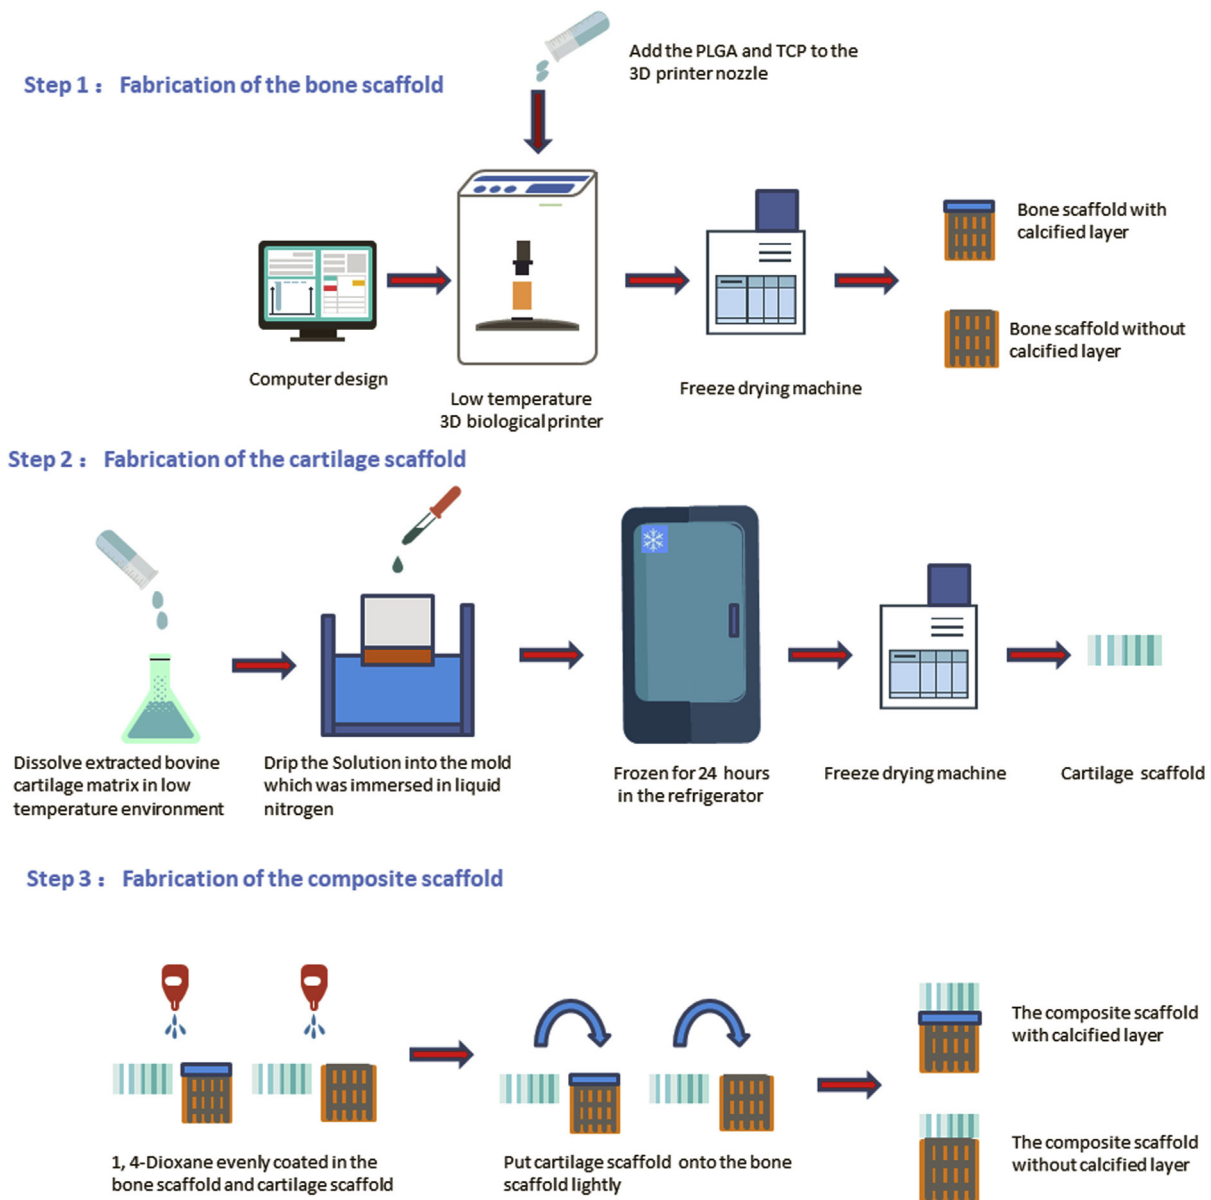 Add the PLGA and TCP to the
3D printer nozzle
Step 1： Fabrication of the bone scaffold
Bone scaffold with
calcified layer
Bone scaffold without
calcified layer
Computer design
Low temperature
3D biological printer
Freeze drying machine
Step 2： Fabrication of the cartilage scaffold
Dissolve extracted bovine
cartilage matrix in low
temperature environment
Drip the Solution into the mold
which was immersed in liquid
nitrogen
Frozen for 24 hours
in the refrigerator
Freeze drying machine
Cartilage scaffold
Step 3： Fabrication of the composite scaffold
The composite scaffold
with calcified layer
1, 4-Dioxane evenly coated in the
bone scaffold and cartilage scaffold
Put cartilage scaffold onto the bone
scaffold lightly
The composite scaffold
without calcified layer